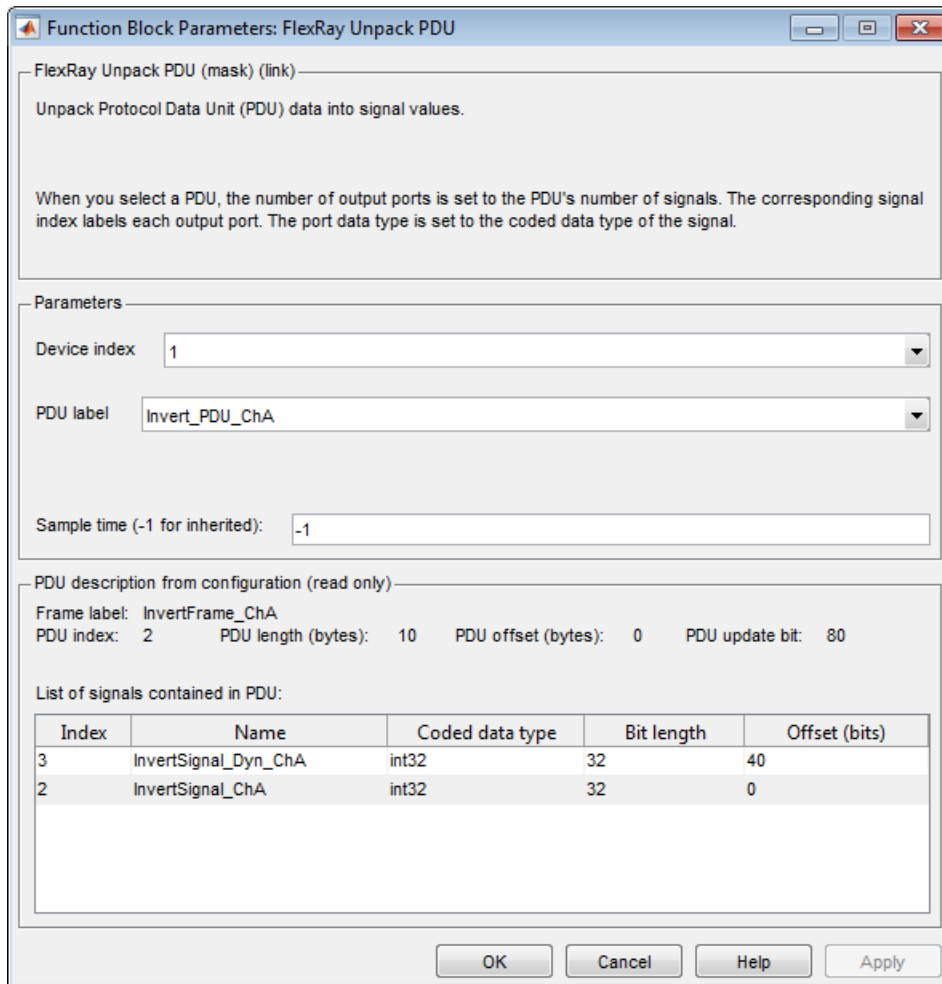 Function Block Parameters: FlexRay Unpack PDU
FlexRay Unpack PDU (mask) (link)
Unpack Protocol Data Unit (PDU) data into signal values.
When you select a PDU, the number of output ports is set to the PDU's number of signals. The corresponding signal
index labels each output port. The port data type is set to the coded data type of the signal.
Parameters
Device index 1
PDU label Invert_PDU_ChA
Sample time (-1 for inherited): -1
PDU description from configuration (read only)
Frame label: InvertFrame_ChA
PDU index: 2 PDU length (bytes): 10 PDU offset (bytes): 0 PDU update bit: 80
List of signals contained in PDU:
Index Name Coded data type Bit length Offset (bits)
3 InvertSignal_Dyn_ChA int32 32 40
2 InvertSignal_ChA int32 32 0
OK Cancel Help Apply